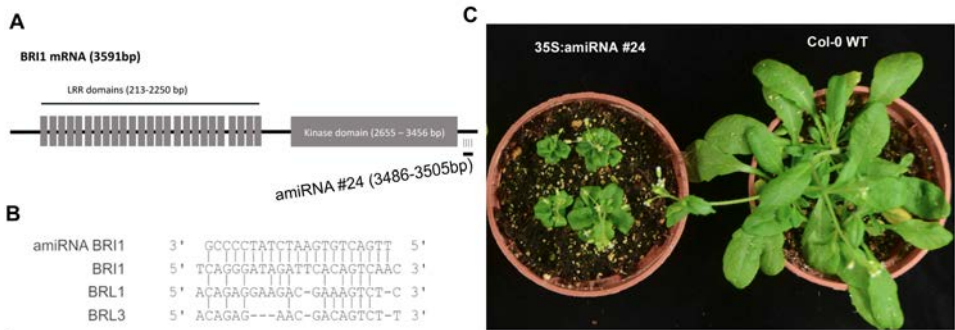 A
BRI1 mRNA (3591bp)
LRR domains (213-2250 bp)
Kinase domain (2655 – 3456 bp)
amiRNA #24 (3486-3505bp)
B
amiRNA BRI1 3' GCCCCTATCTAAGTGTCAGTT 5'
BRI1 5' TCAGGGATAGATTCACAGTCAAC 3'
BRL1 5' ACAGAGGAAGAC-GAAAGTCT-C 3'
BRL3 5' ACAGAG---AAC-GACAGTCT-T 3'
C
35S:amiRNA #24
Col-0 WT